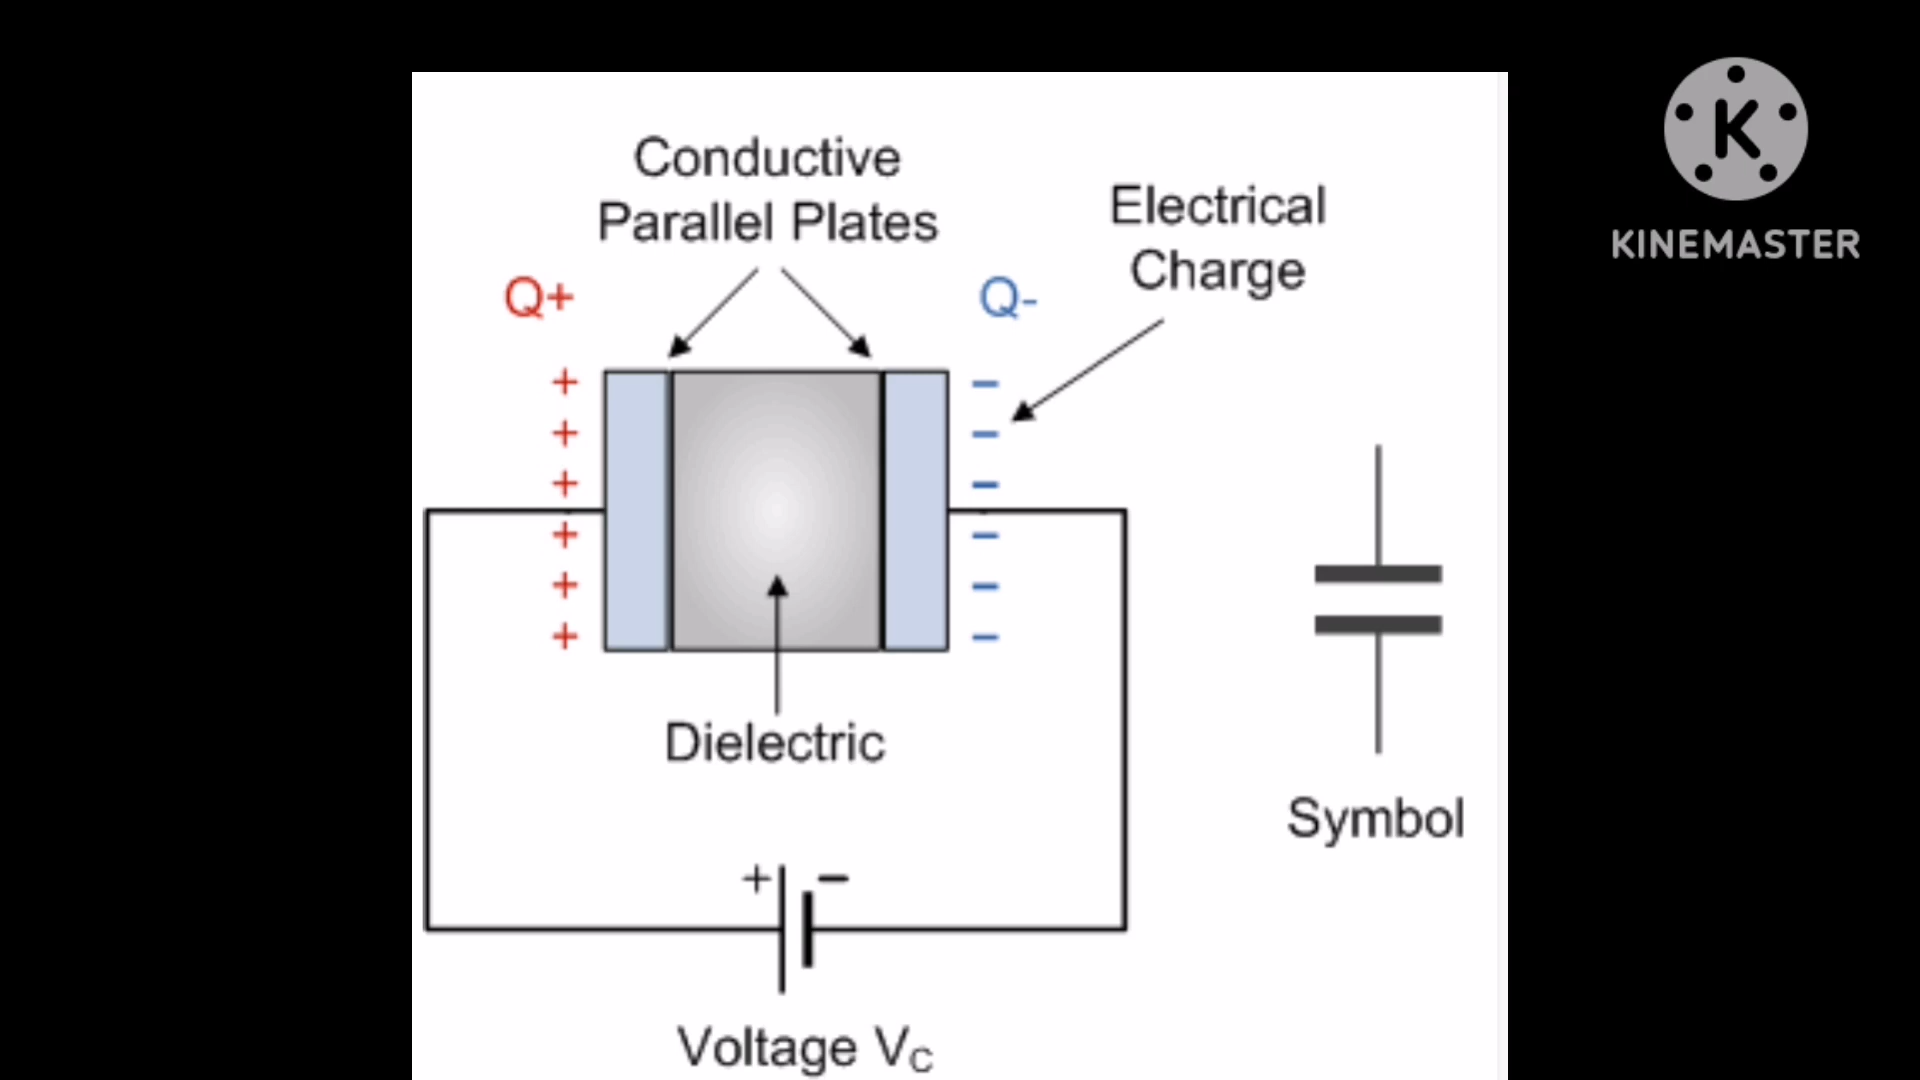 Conductive
Parallel Plates
Electrical
Charge
Q+
Q-
+ −
+ −
+ −
+ −
+ −
+ −
Dielectric
Symbol
+ −
Voltage VC
K
KINEMASTER